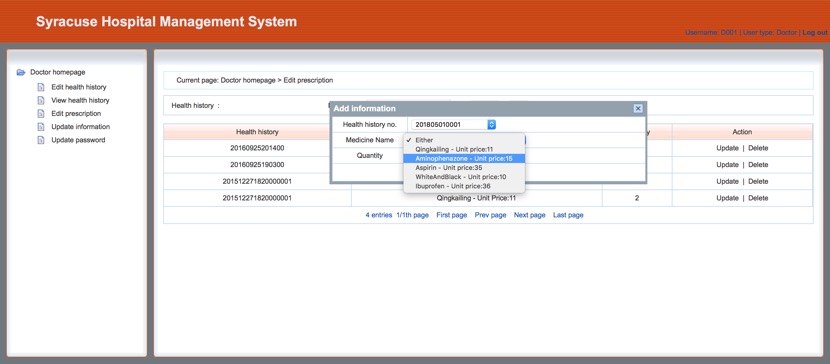 Syracuse Hospital Management System
Username: D001 | User type: Doctor | Log out
Doctor homepage
Edit health history
View health history
Edit prescription
Update information
Update password
Current page: Doctor homepage > Edit prescription
Health history :
Add information
Health history no. 201805010001
Medicine Name ✓ Either
Qingkailing - Unit price:11
Aminophenazone - Unit price:15
Aspirin - Unit price:35
WhiteAndBlack - Unit price:10
Ibuprofen - Unit price:36
Quantity
Health history Action
20160925201400 Update | Delete
20160925190300 Update | Delete
201512271820000001 Update | Delete
201512271820000001 Qingkailing - Unit Price:11 2 Update | Delete
4 entries 1/1th page First page Prev page Next page Last page